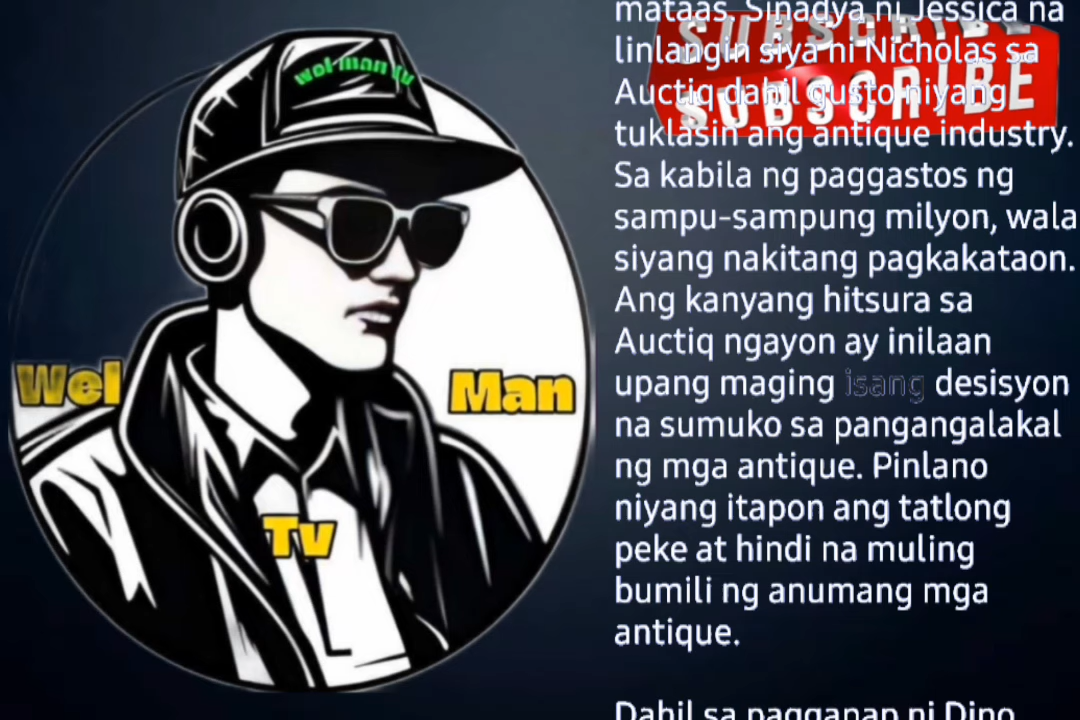 wel man tv
Wel
Man
Tv
SUBSCRIBE
SUBSCRIBE
mataas. Sinadya ni Jessica na
linlangin siya ni Nicholas sa
Auctiq dahil gusto niyang
tuklasin ang antique industry.
Sa kabila ng paggastos ng
sampu-sampung milyon, wala
siyang nakitang pagkakataon.
Ang kanyang hitsura sa
Auctiq ngayon ay inilaan
upang maging isang desisyon
na sumuko sa pangangalakal
ng mga antique. Pinlano
niyang itapon ang tatlong
peke at hindi na muling
bumili ng anumang mga
antique.
Dahil sa pagganap ni Dino